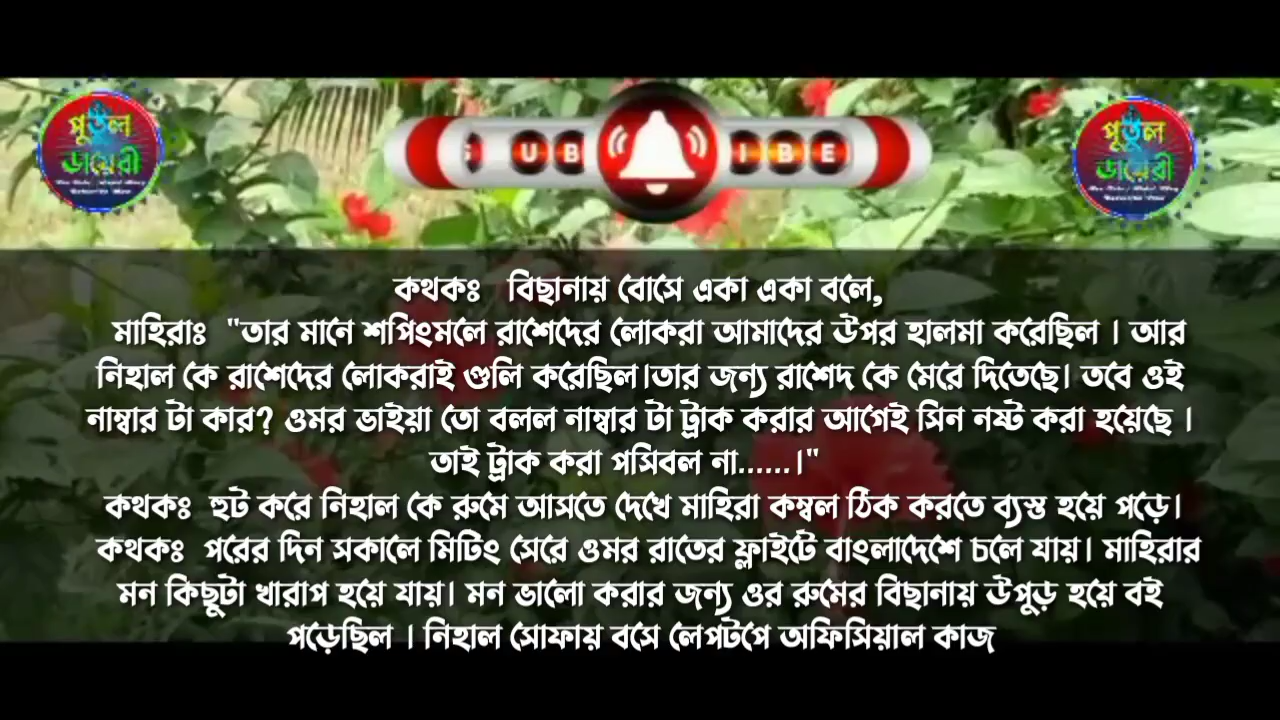 পুতুল
ডায়েরী
SUB
IBE
পুতুল
ডায়েরী
কথকঃ বিছানায় বোসে একা একা বলে,
মাহিরাঃ "তার মানে শপিংমলে রাশেদের লোকরা আমাদের উপর হালমা করেছিল । আর
নিহাল কে রাশেদের লোকরাই গুলি করেছিল।তার জন্য রাশেদ কে মেরে দিতেছে। তবে ওই
নাম্বার টা কার? ওমর ভাইয়া তো বলল নাম্বার টা ট্রাক করার আগেই সিন নষ্ট করা হয়েছে ।
তাই ট্রাক করা পসিবল না......।"
কথকঃ হুট করে নিহাল কে রুমে আসতে দেখে মাহিরা কম্বল ঠিক করতে ব্যস্ত হয়ে পড়ে।
কথকঃ পরের দিন সকালে মিটিং সেরে ওমর রাতের ফ্লাইটে বাংলাদেশে চলে যায়। মাহিরার
মন কিছুটা খারাপ হয়ে যায়। মন ভালো করার জন্য ওর রুমের বিছানায় উপুড় হয়ে বই
পড়েছিল । নিহাল সোফায় বসে লেপটপে অফিসিয়াল কাজ